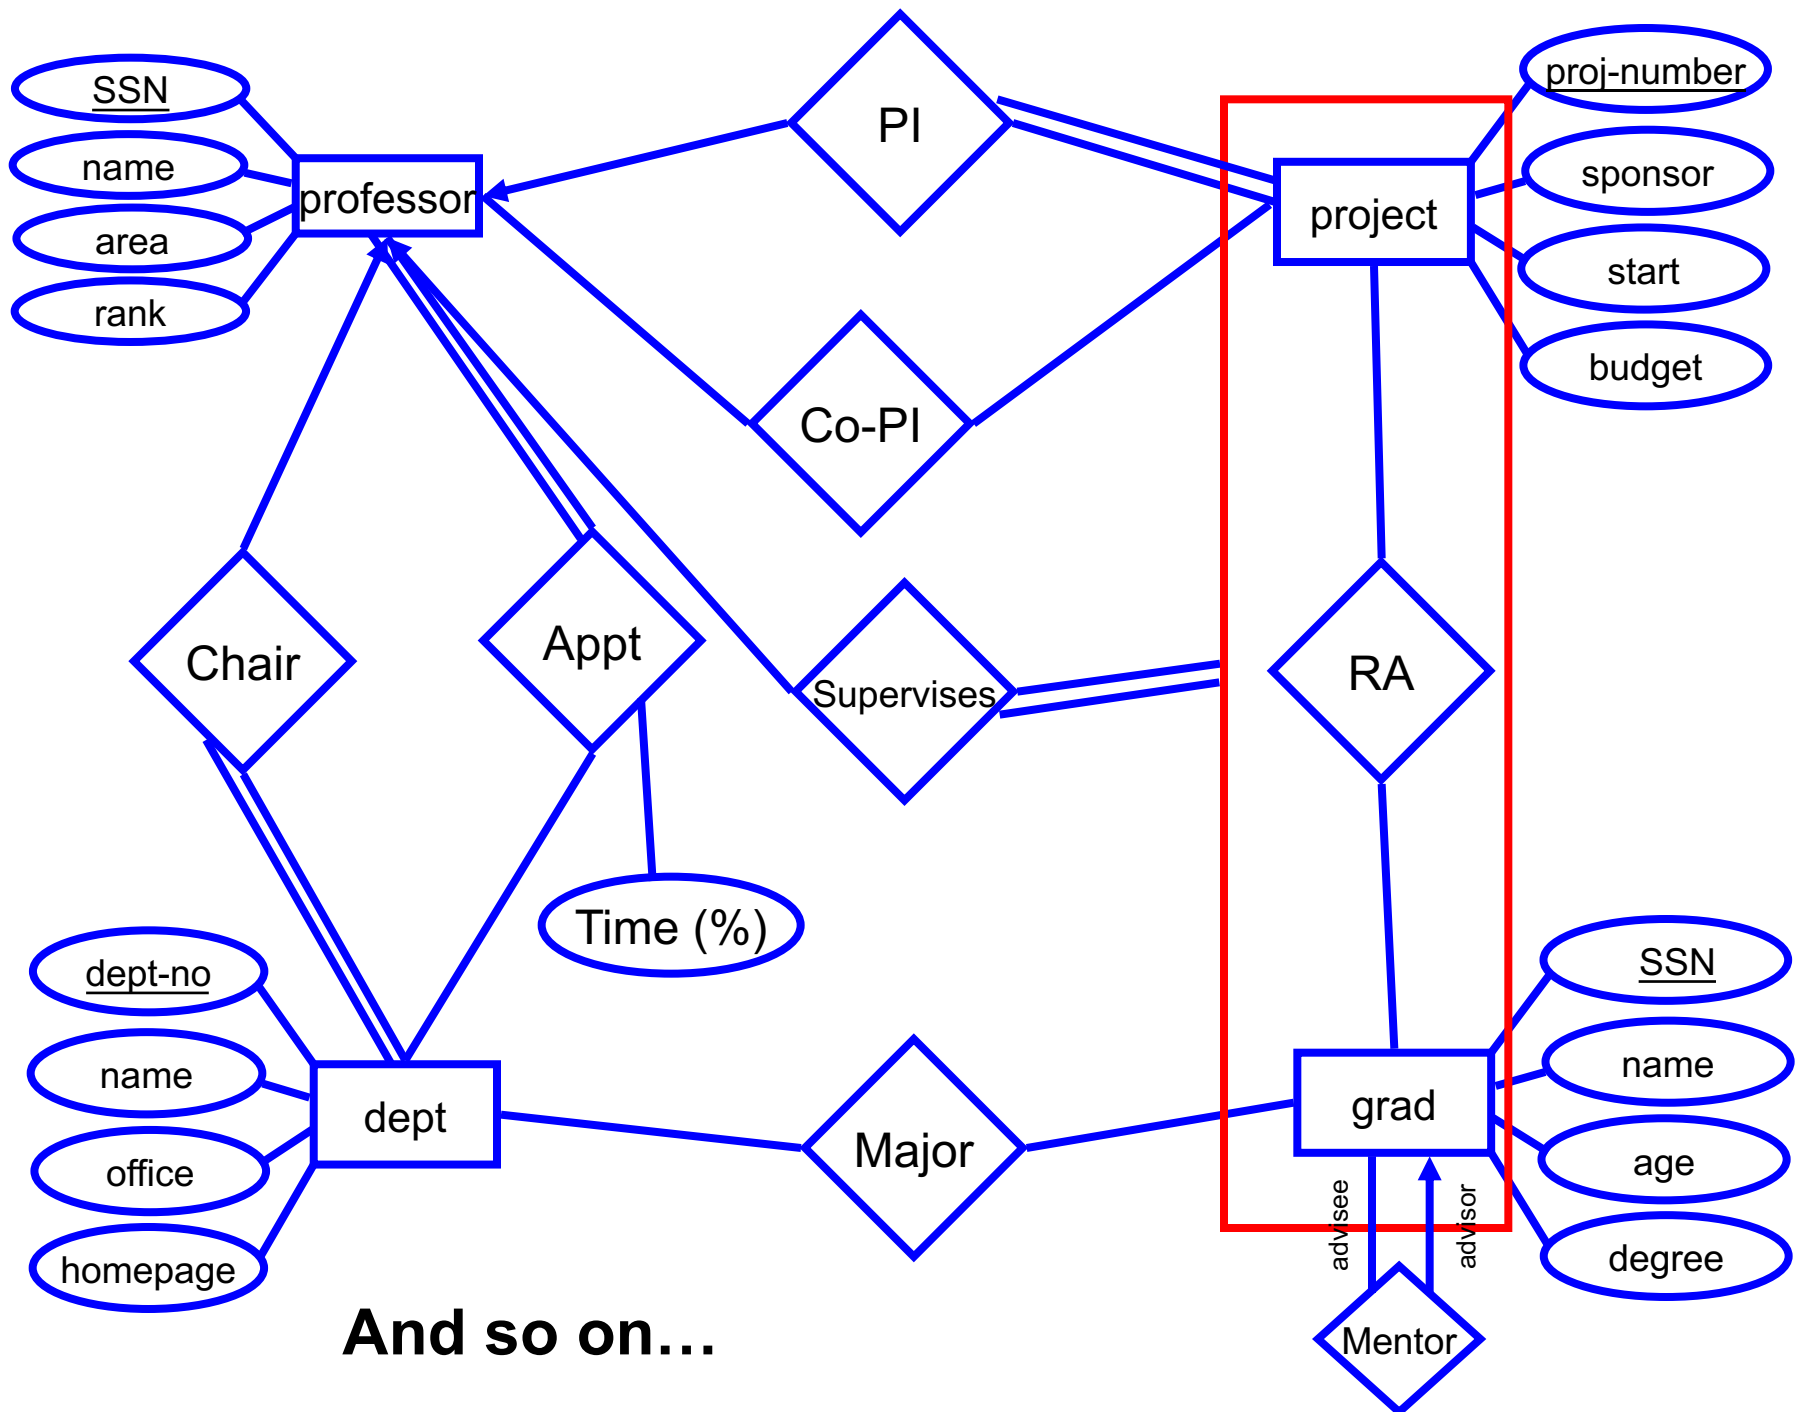 SSN
name
area
rank
professor
PI
Co-PI
project
proj-number
sponsor
start
budget
Chair
Appt
Supervises
RA
Time (%)
dept-no
name
office
homepage
dept
Major
grad
SSN
name
age
degree
advisee
advisor
Mentor
And so on…